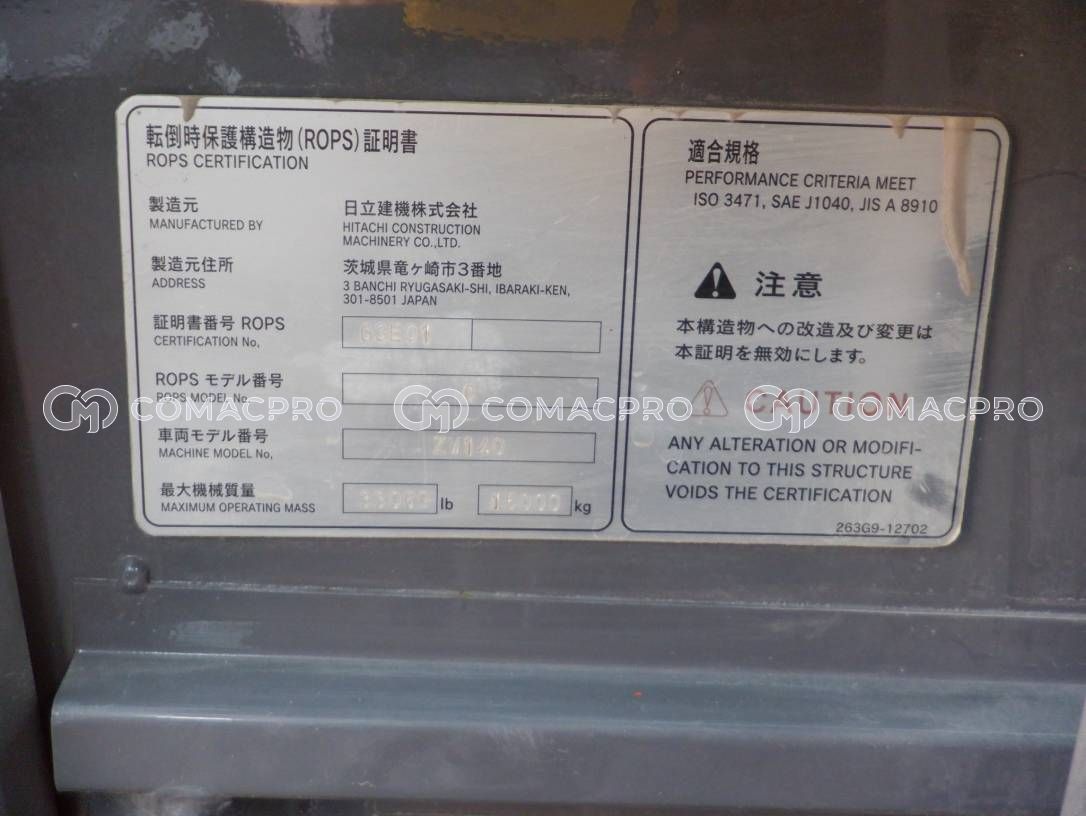 転倒時保護構造物(ROPS)証明書
ROPS CERTIFICATION
製造元
MANUFACTURED BY
日立建機株式会社
HITACHI CONSTRUCTION
MACHINERY CO.,LTD.
製造元住所
ADDRESS
茨城県竜ヶ崎市3番地
3 BANCHI RYUGASAKI-SHI, IBARAKI-KEN,
301-8501 JAPAN
証明書番号 ROPS
CERTIFICATION No.
ROPS モデル番号
ROPS MODEL No.
車両モデル番号
MACHINE MODEL No.
最大機械質量
MAXIMUM OPERATING MASS
lb
kg
適合規格
PERFORMANCE CRITERIA MEET
ISO 3471, SAE J1040, JIS A 8910
注意
本構造物への改造及び変更は
本証明を無効にします。
CAUTION
ANY ALTERATION OR MODIFI-
CATION TO THIS STRUCTURE
VOIDS THE CERTIFICATION
263G9-12702
COMACPRO COMACPRO COMACPRO